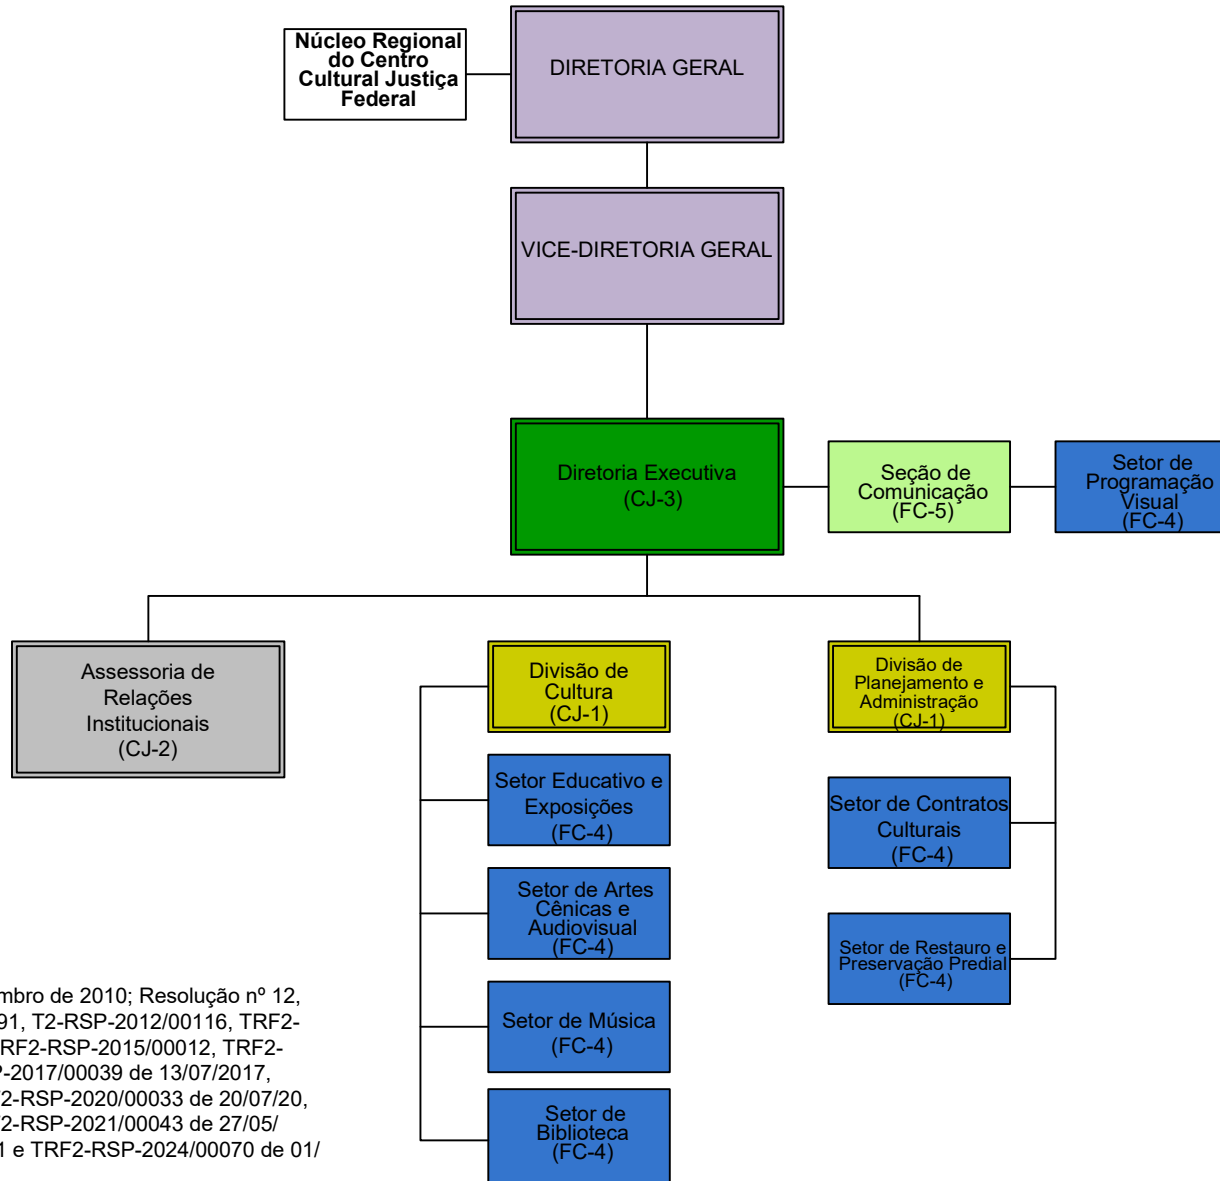 Núcleo Regional
do Centro
Cultural Justiça
Federal
DIRETORIA GERAL
VICE-DIRETORIA GERAL
Diretoria Executiva
(CJ-3)
Seção de
Comunicação
(FC-5)
Setor de
Programação
Visual
(FC-4)
Assessoria de
Relações
Institucionais
(CJ-2)
Divisão de
Cultura
(CJ-1)
Divisão de
Planejamento e
Administração
(CJ-1)
Setor Educativo e
Exposições
(FC-4)
Setor de Contratos
Culturais
(FC-4)
Setor de Artes
Cênicas e
Audiovisual
(FC-4)
Setor de Restauro e
Preservação Predial
(FC-4)
Setor de Música
(FC-4)
Setor de
Biblioteca
(FC-4)
mbro de 2010; Resolução nº 12,
91, T2-RSP-2012/00116, TRF2-
RF2-RSP-2015/00012, TRF2-
P-2017/00039 de 13/07/2017,
2-RSP-2020/00033 de 20/07/20,
2-RSP-2021/00043 de 27/05/
1 e TRF2-RSP-2024/00070 de 01/